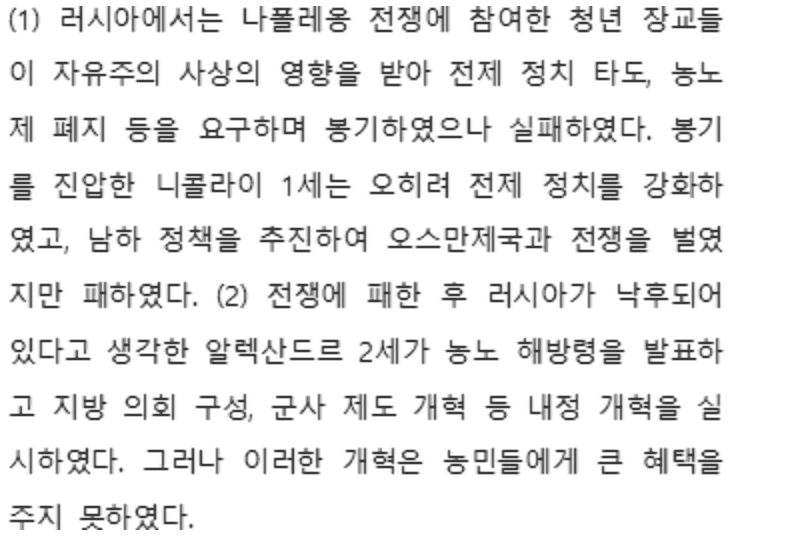 (1) 러시아에서는 나폴레옹 전쟁에 참여한 청년 장교들
이 자유주의 사상의 영향을 받아 전제 정치 타도, 농노
제 폐지 등을 요구하며 봉기하였으나 실패하였다. 봉기
를 진압한 니콜라이 1세는 오히려 전제 정치를 강화하
였고, 남하 정책을 추진하여 오스만제국과 전쟁을 벌였
지만 패하였다. (2) 전쟁에 패한 후 러시아가 낙후되어
있다고 생각한 알렉산드르 2세가 농노 해방령을 발표하
고 지방 의회 구성, 군사 제도 개혁 등 내정 개혁을 실
시하였다. 그러나 이러한 개혁은 농민들에게 큰 혜택을
주지 못하였다.